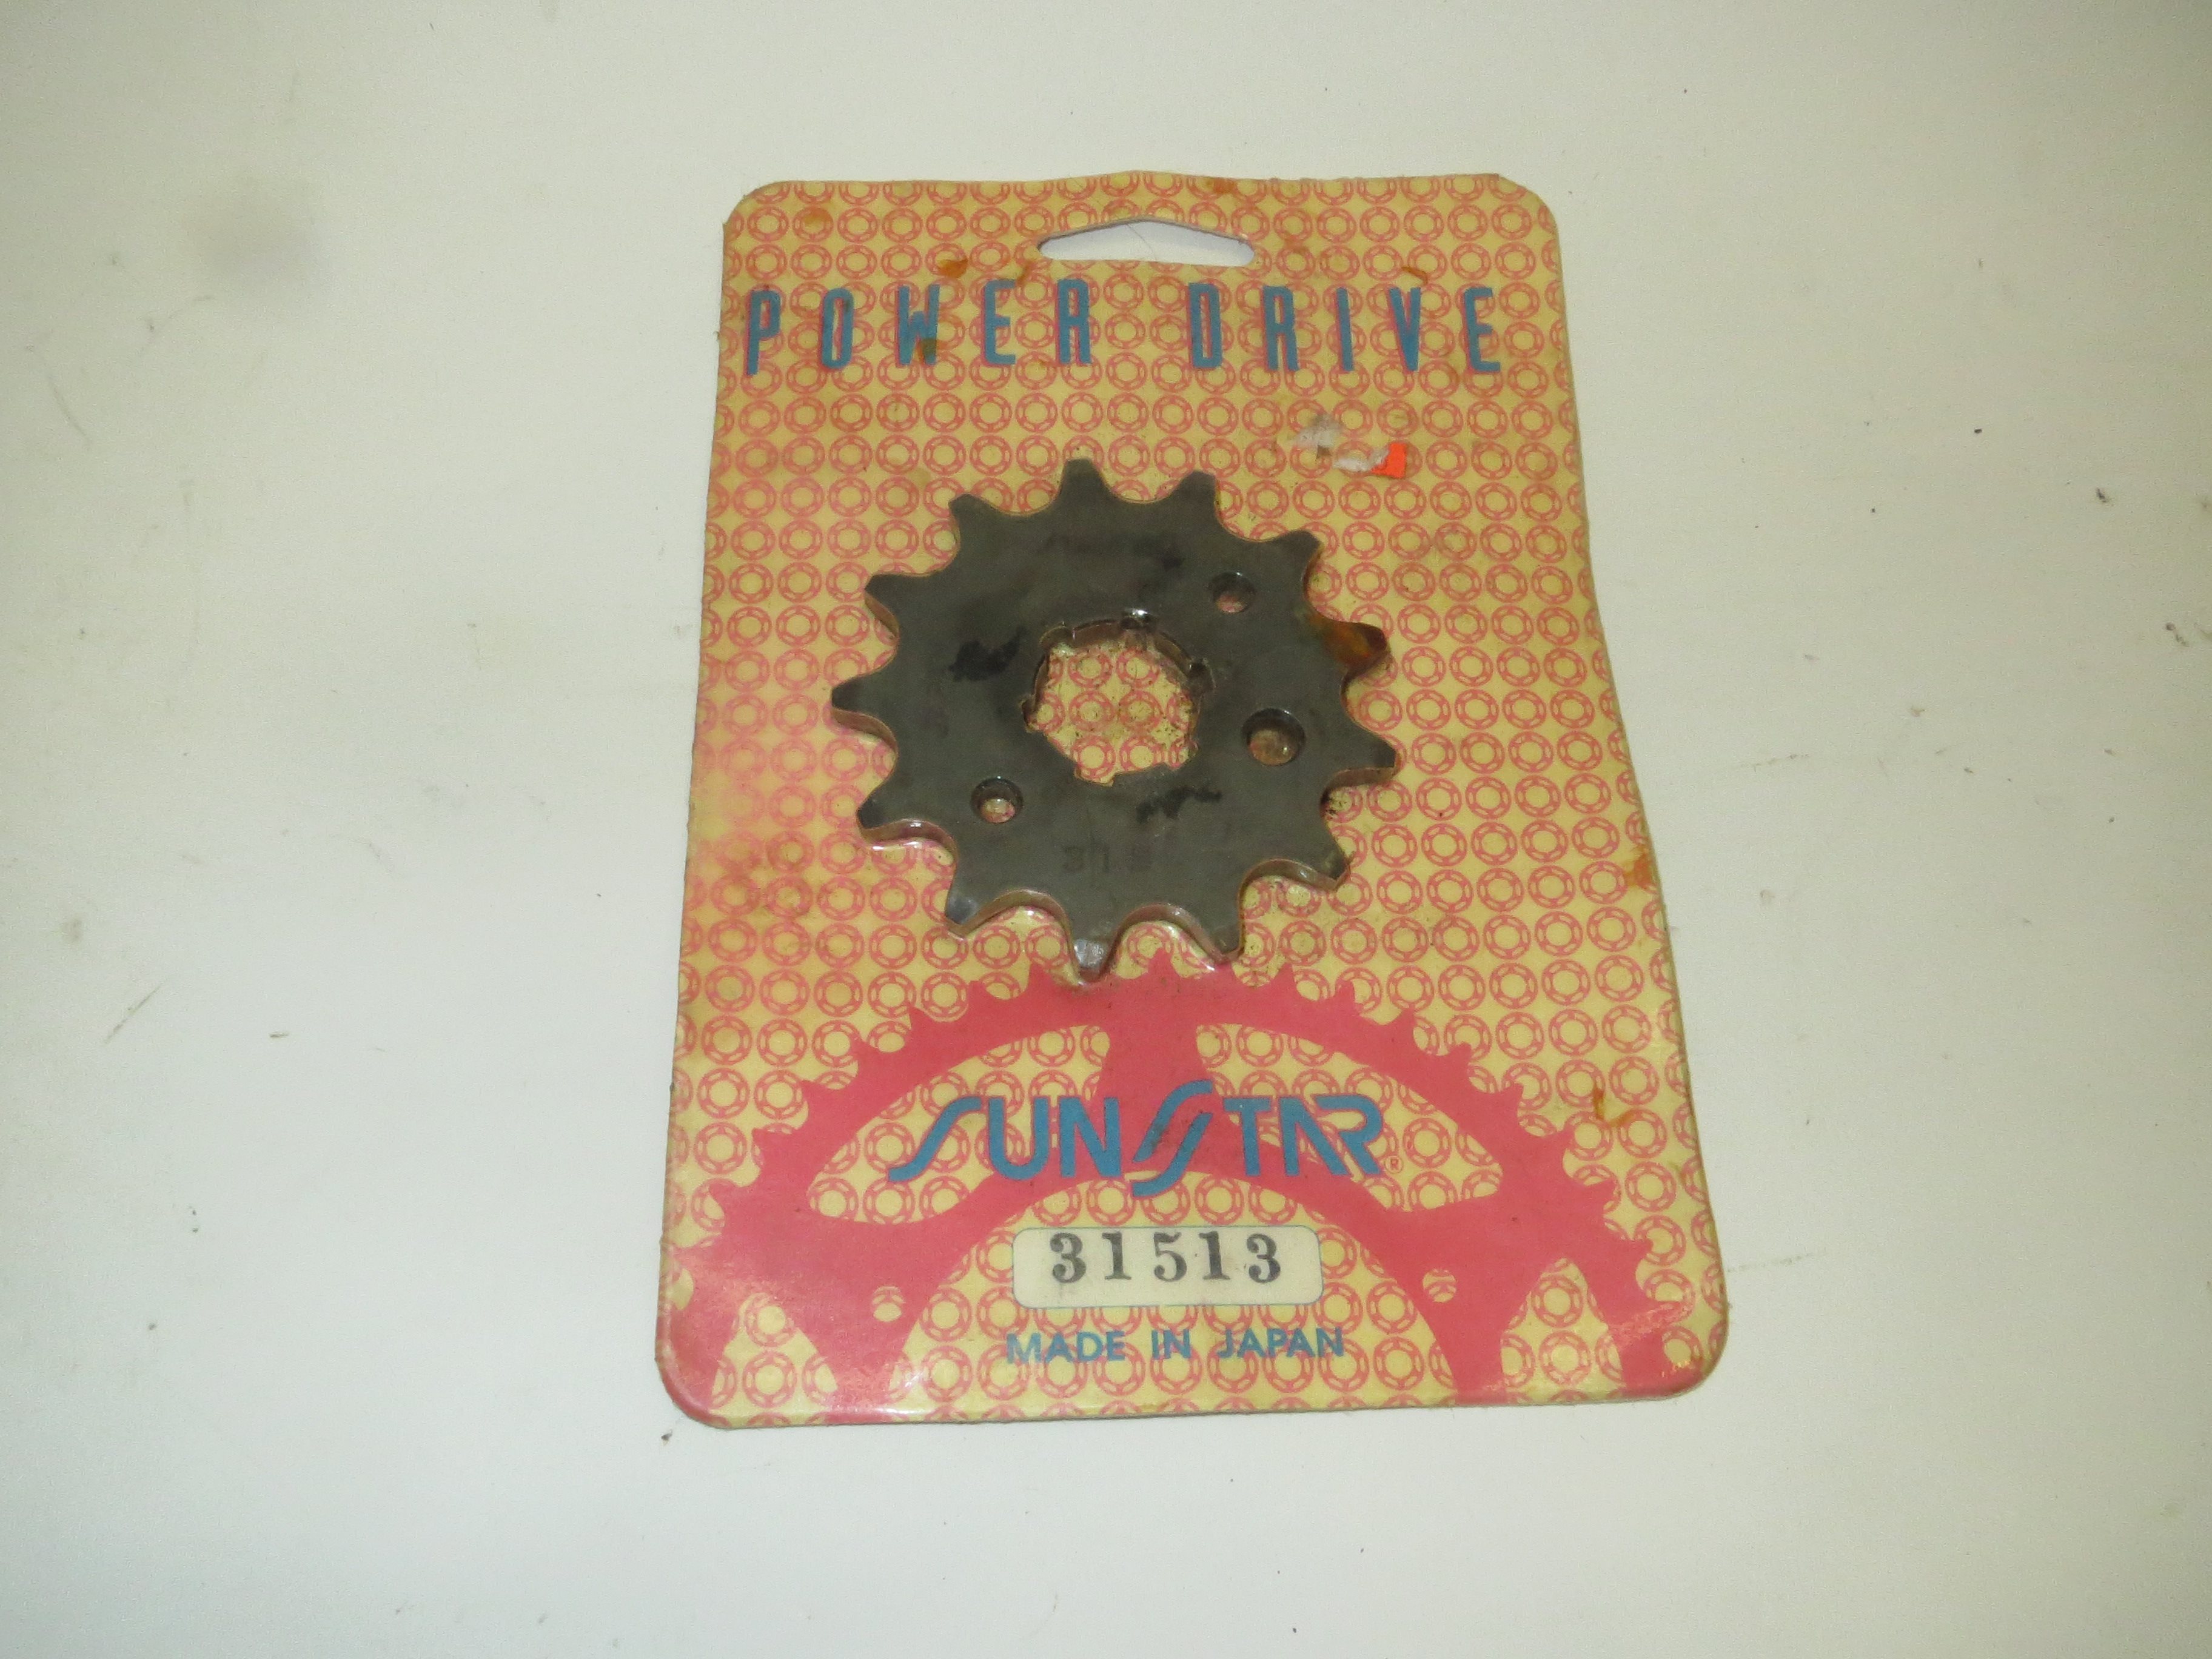 POWER DRIVE
SUNSTAR®
31513
MADE IN JAPAN